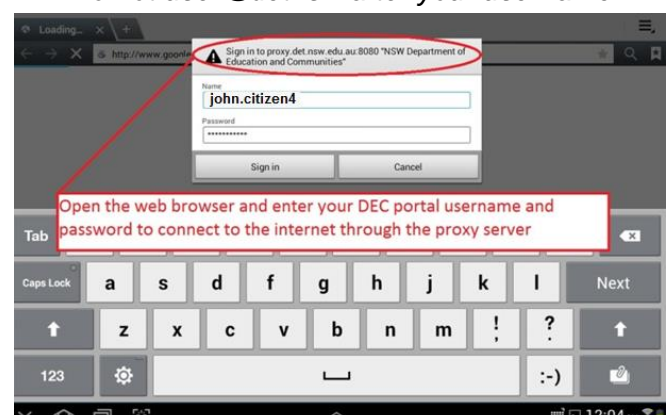 Loading...
http://www.google
Sign in to proxy.det.nsw.edu.au:8080 "NSW Department of
Education and Communities"
Name
john.citizen4
Password
•••••••••••
Sign in
Cancel
Open the web browser and enter your DEC portal username and
password to connect to the internet through the proxy server
Tab
Caps Lock a s d f g h j k l Next
z x c v b n m ! , ? .
123 :-)
12:04